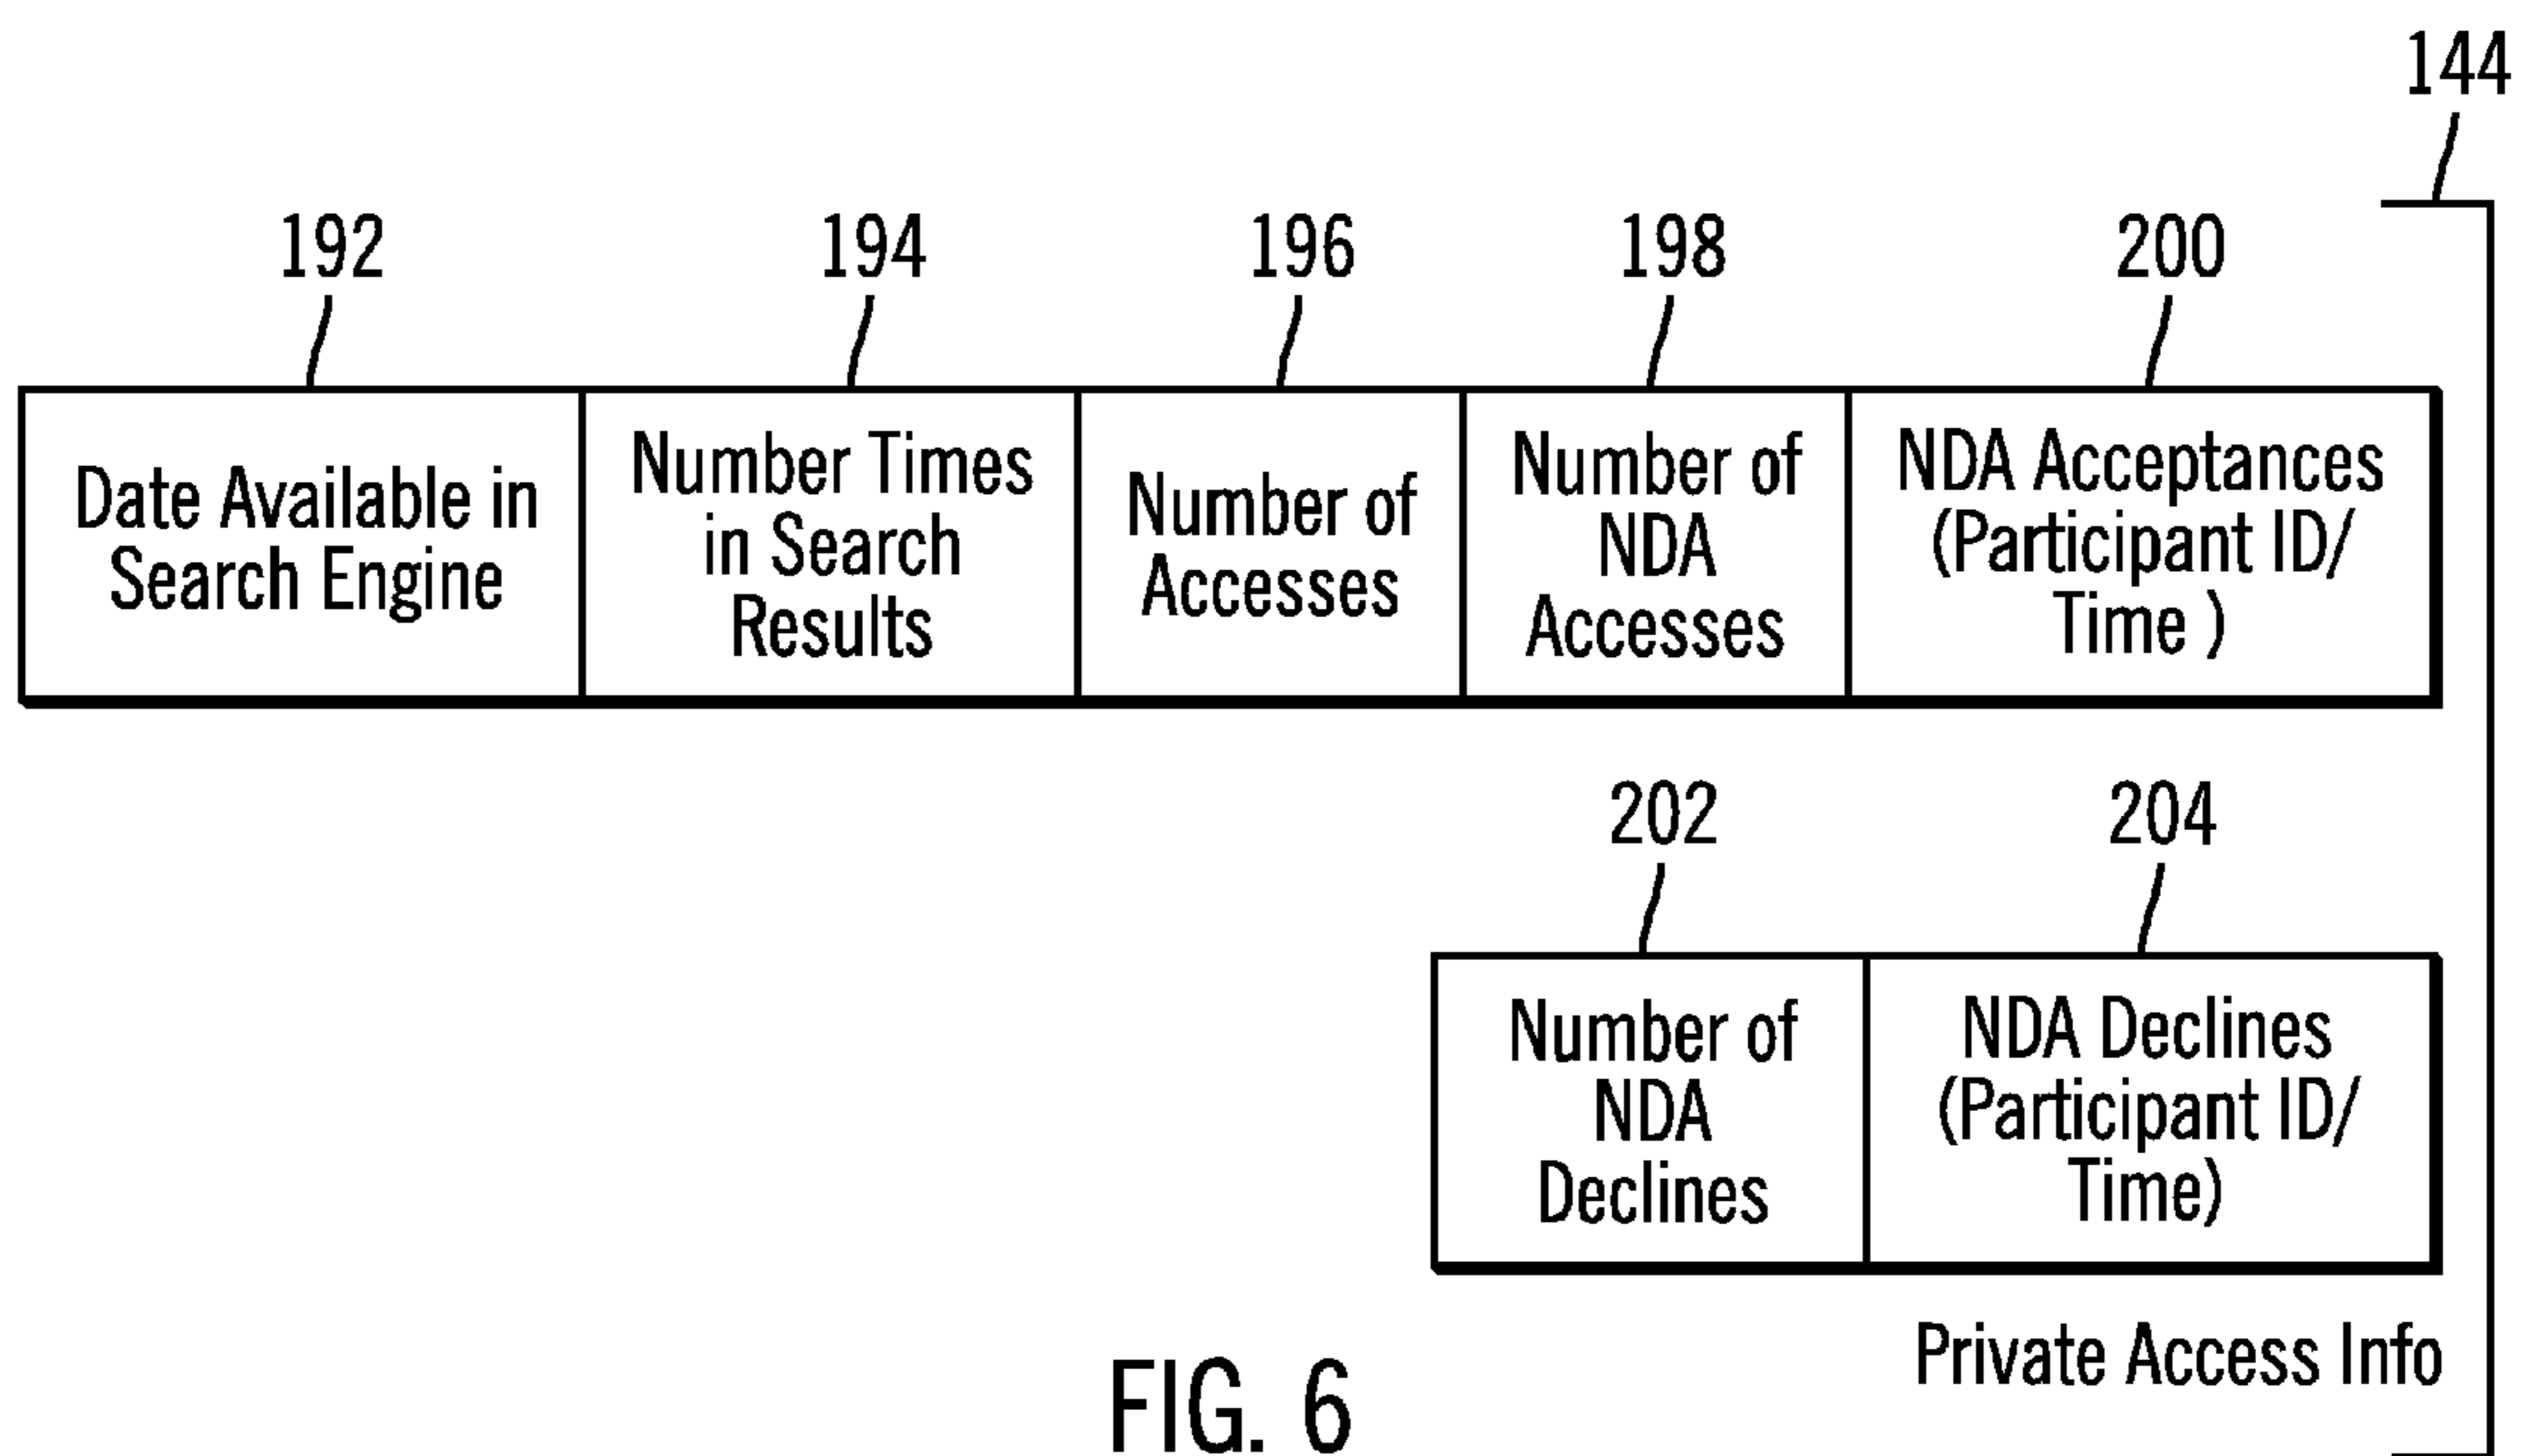 144
192
194
196
198
200
Date Available in
Search Engine
Number Times
in Search
Results
Number of
Accesses
Number of
NDA
Accesses
NDA Acceptances
(Participant ID/
Time )
202
204
Number of
NDA
Declines
NDA Declines
(Participant ID/
Time)
Private Access Info
FIG. 6